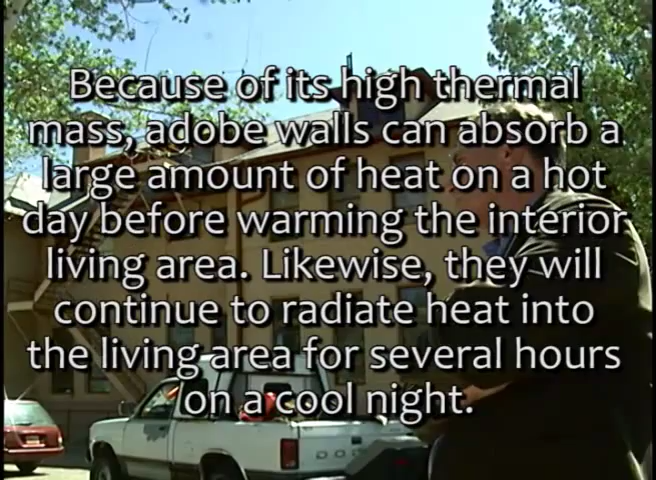 Because of its high thermal
mass, adobe walls can absorb a
large amount of heat on a hot
day before warming the interior
living area. Likewise, they will
continue to radiate heat into
the living area for several hours
on a cool night.